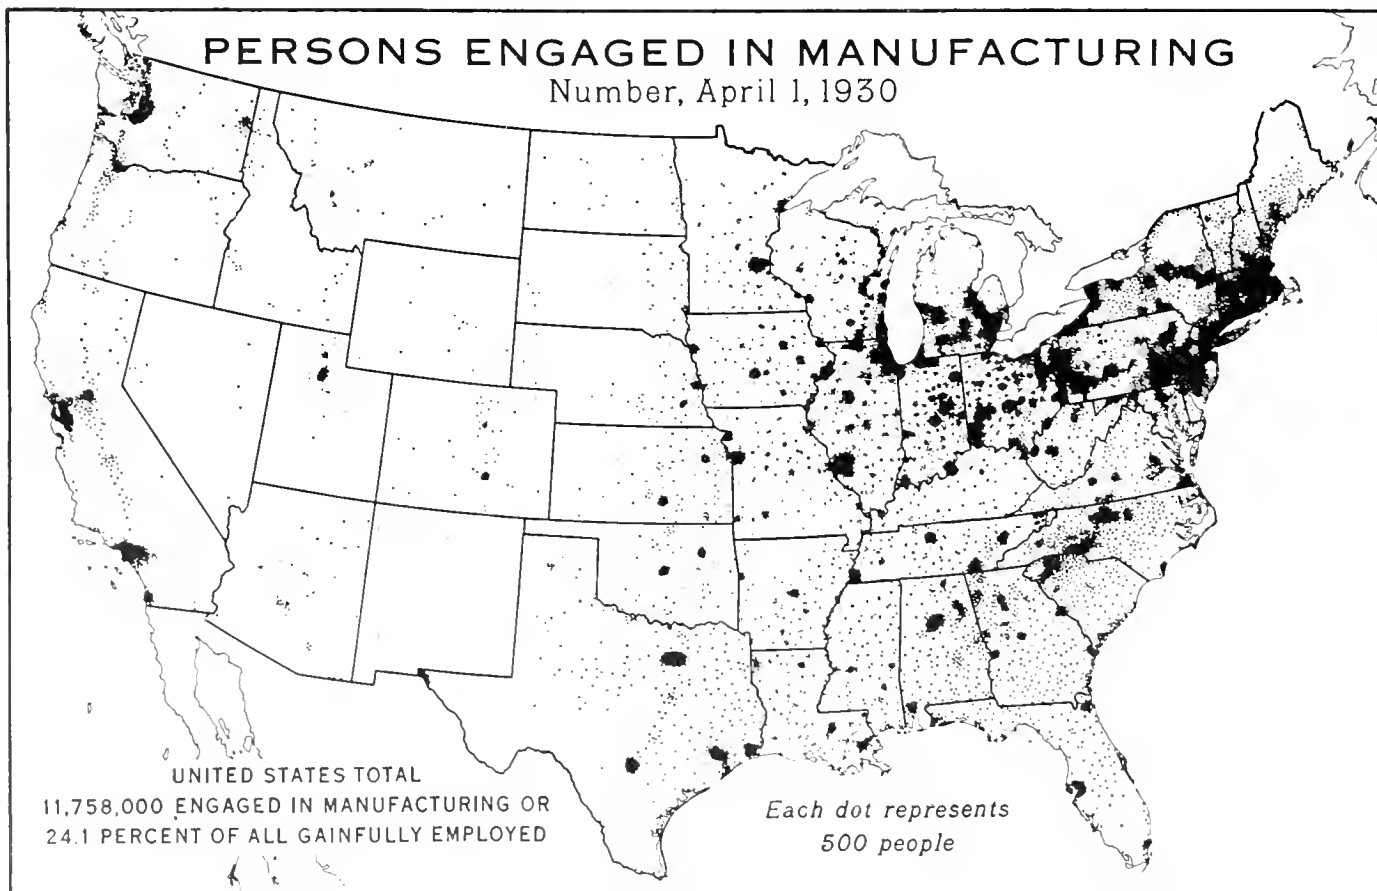 PERSONS ENGAGED IN MANUFACTURING
Number, April 1, 1930
UNITED STATES TOTAL
11,758,000 ENGAGED IN MANUFACTURING OR
24.1 PERCENT OF ALL GAINFULLY EMPLOYED
Each dot represents
500 people